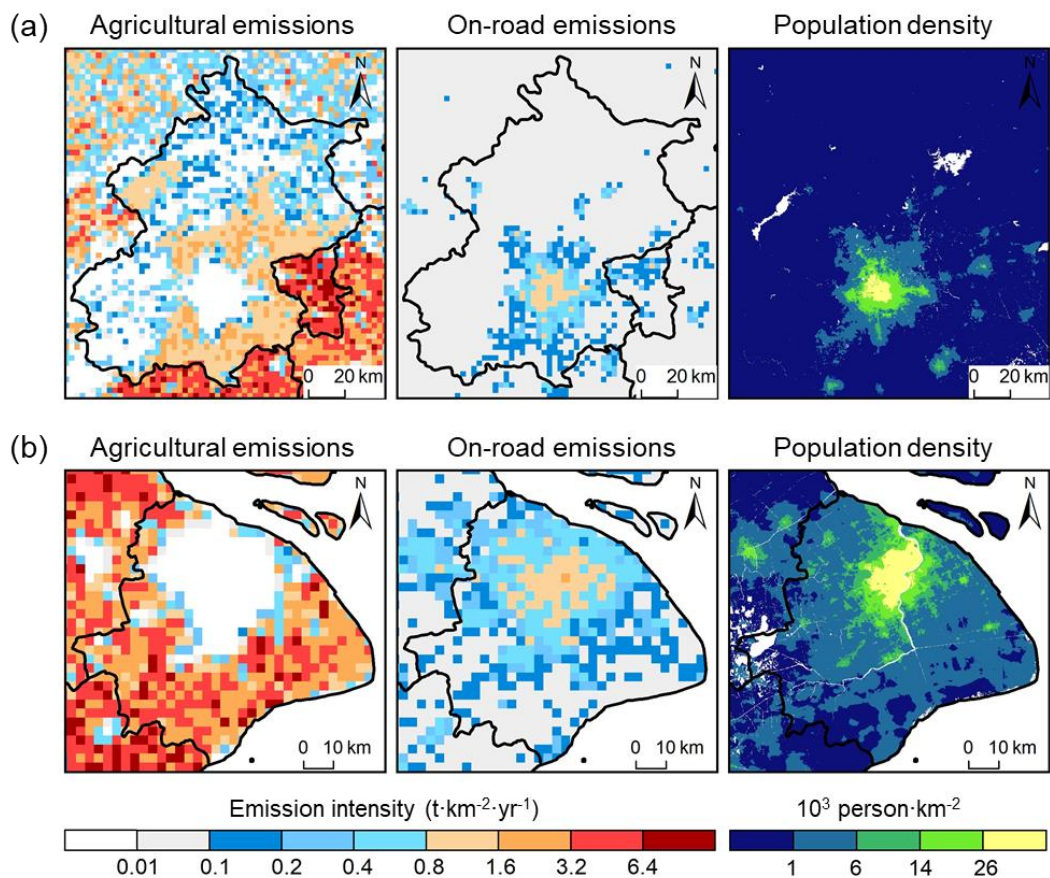 (a) Agricultural emissions On-road emissions Population density
N N N
0 20 km 0 20 km 0 20 km
(b) Agricultural emissions On-road emissions Population density
N N N
0 10 km 0 10 km 0 10 km
Emission intensity (t·km⁻²·yr⁻¹) 10³ person·km⁻²
0.01 0.1 0.2 0.4 0.8 1.6 3.2 6.4 1 6 14 26